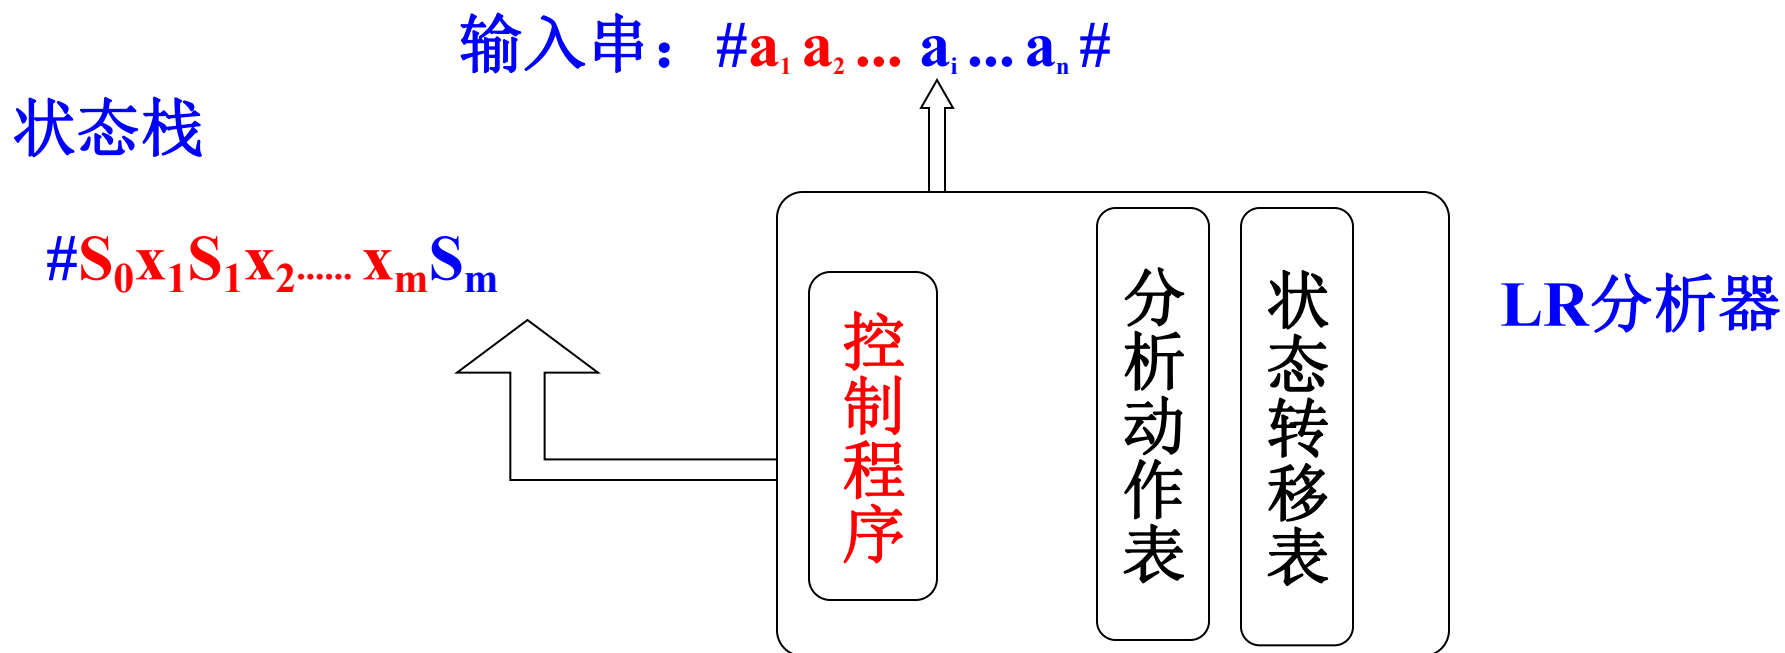 输入串：#a₁ a₂ ... aᵢ ... aₙ #
状态栈
#S₀x₁S₁x₂...... xₘSₘ
控制程序
分析动作表
状态转移表
LR分析器